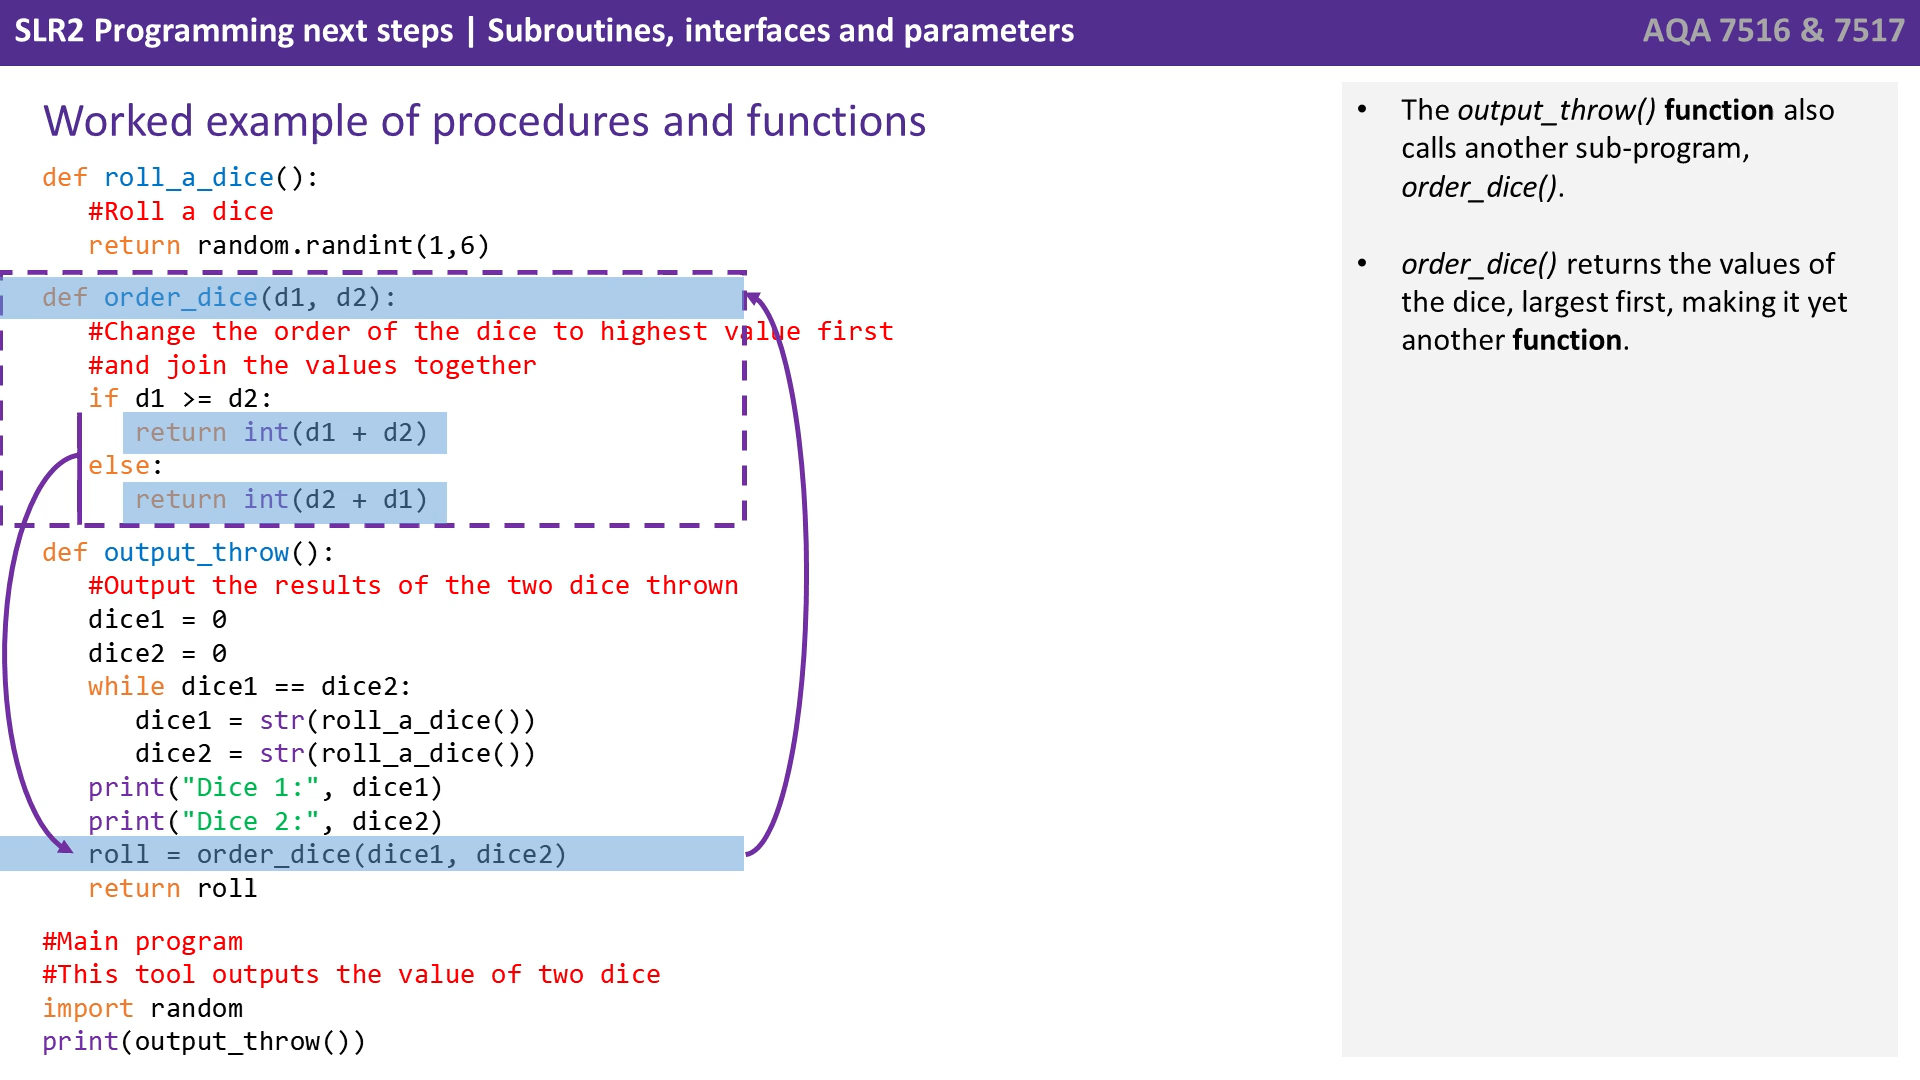 SLR2 Programming next steps | Subroutines, interfaces and parameters
AQA 7516 & 7517
Worked example of procedures and functions
def roll_a_dice():
   #Roll a dice
   return random.randint(1,6)
def order_dice(d1, d2):
   #Change the order of the dice to highest value first
   #and join the values together
   if d1 >= d2:
      return int(d1 + d2)
   else:
      return int(d2 + d1)
def output_throw():
   #Output the results of the two dice thrown
   dice1 = 0
   dice2 = 0
   while dice1 == dice2:
      dice1 = str(roll_a_dice())
      dice2 = str(roll_a_dice())
   print("Dice 1:", dice1)
   print("Dice 2:", dice2)
   roll = order_dice(dice1, dice2)
   return roll
#Main program
#This tool outputs the value of two dice
import random
print(output_throw())
• The output_throw() function also
calls another sub-program,
order_dice().
• order_dice() returns the values of
the dice, largest first, making it yet
another function.